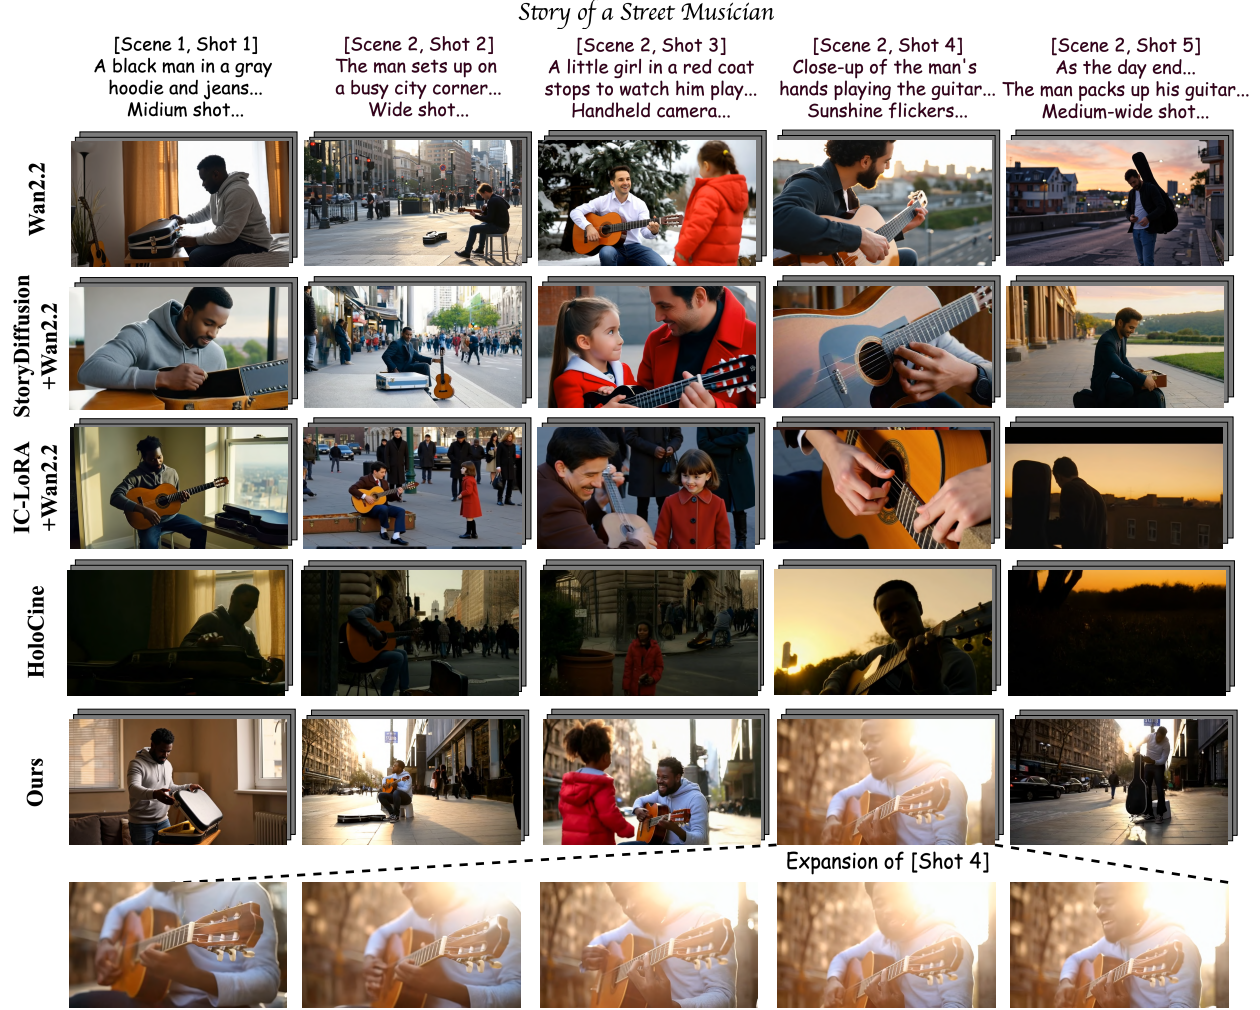 Story of a Street Musician
[Scene 1, Shot 1]
A black man in a gray
hoodie and jeans...
Midium shot...
[Scene 2, Shot 2]
The man sets up on
a busy city corner...
Wide shot...
[Scene 2, Shot 3]
A little girl in a red coat
stops to watch him play...
Handheld camera...
[Scene 2, Shot 4]
Close-up of the man's
hands playing the guitar...
Sunshine flickers...
[Scene 2, Shot 5]
As the day end...
The man packs up his guitar...
Medium-wide shot...
Wan2.2
StoryDiffusion
+Wan2.2
IC-LoRA
+Wan2.2
HoloCine
Ours
Expansion of [Shot 4]